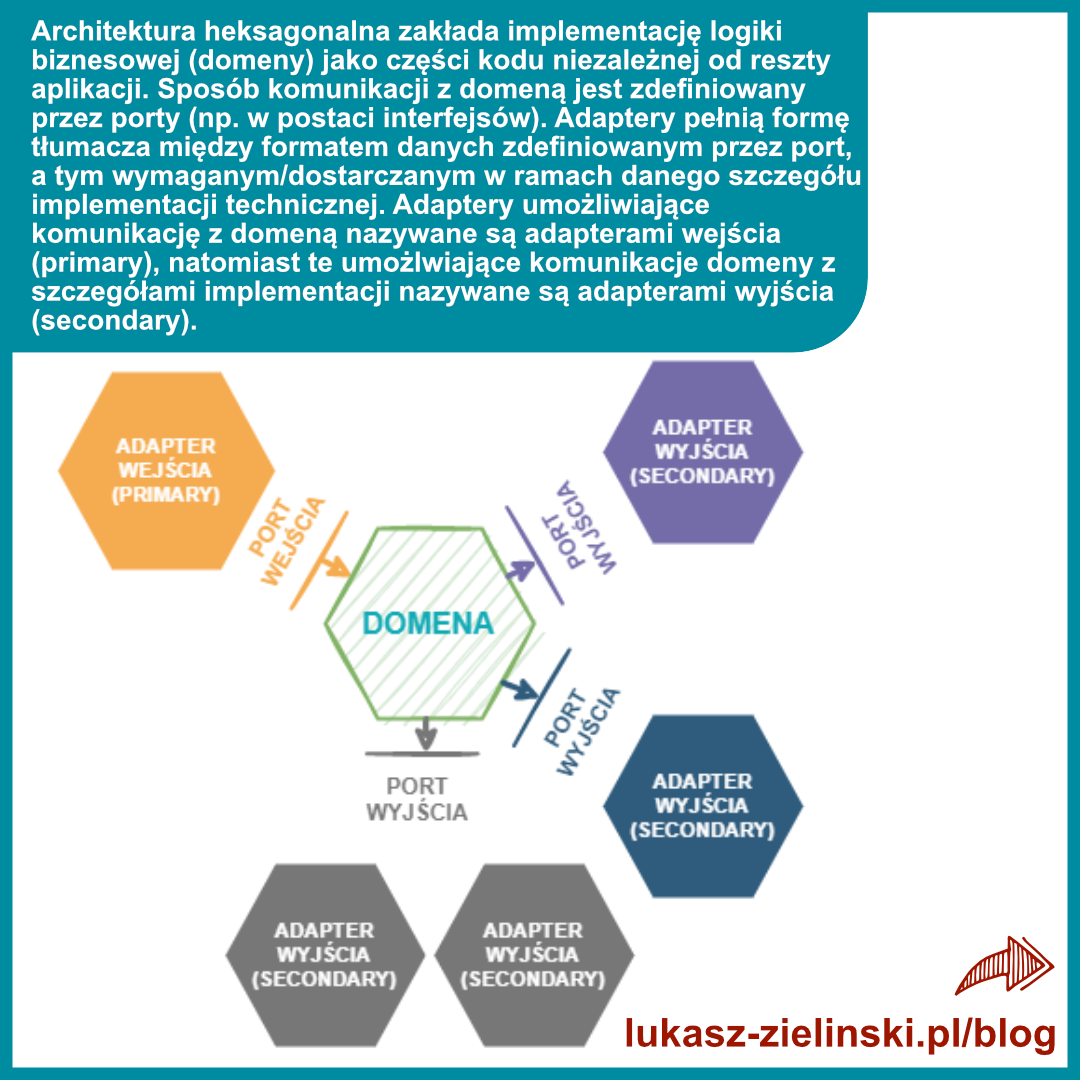 Architektura heksagonalna zakłada implementację logiki
biznesowej (domeny) jako części kodu niezależnej od reszty
aplikacji. Sposób komunikacji z domeną jest zdefiniowany
przez porty (np. w postaci interfejsów). Adaptery pełnią formę
tłumacza między formatem danych zdefiniowanym przez port,
a tym wymaganym/dostarczanym w ramach danego szczegółu
implementacji technicznej. Adaptery umożliwiające
komunikację z domeną nazywane są adapterami wejścia
(primary), natomiast te umożlwiające komunikacje domeny z
szczegółami implementacji nazywane są adapterami wyjścia
(secondary).
ADAPTER
WEJŚCIA
(PRIMARY)
PORT
WEJŚCIA
DOMENA
PORT
WYJŚCIA
ADAPTER
WYJŚCIA
(SECONDARY)
PORT
WYJŚCIA
ADAPTER
WYJŚCIA
(SECONDARY)
PORT
WYJŚCIA
ADAPTER
WYJŚCIA
(SECONDARY)
ADAPTER
WYJŚCIA
(SECONDARY)
lukasz-zielinski.pl/blog